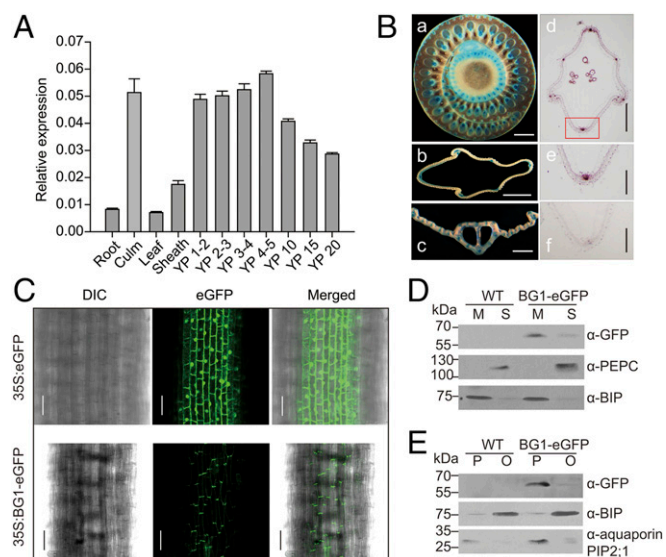 A
Relative expression
0.07
0.06
0.05
0.04
0.03
0.02
0.01
0.00
Root
Culm
Leaf
Sheath
YP 1-2
YP 2-3
YP 3-4
YP 4-5
YP 10
YP 15
YP 20
B
a
b
c
d
e
f
C
DIC
eGFP
Merged
35S:eGFP
35S:BG1-eGFP
D
WT BG1-eGFP
kDa M S M S
70
55
α-GFP
130
100
α-PEPC
75
α-BIP
E
WT BG1-eGFP
kDa P O P O
70
55
α-GFP
75
α-BIP
35
25
α-aquaporin
PIP2;1